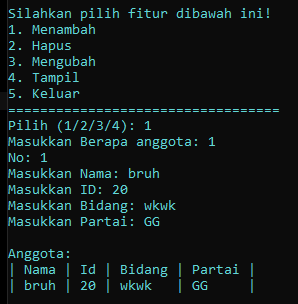 Silahkan pilih fitur dibawah ini!
1. Menambah
2. Hapus
3. Mengubah
4. Tampil
5. Keluar
==================================
Pilih (1/2/3/4): 1
Masukkan Berapa anggota: 1
No: 1
Masukkan Nama: bruh
Masukkan ID: 20
Masukkan Bidang: wkwk
Masukkan Partai: GG

Anggota:
| Nama | Id | Bidang | Partai |
| bruh | 20 | wkwk   | GG     |